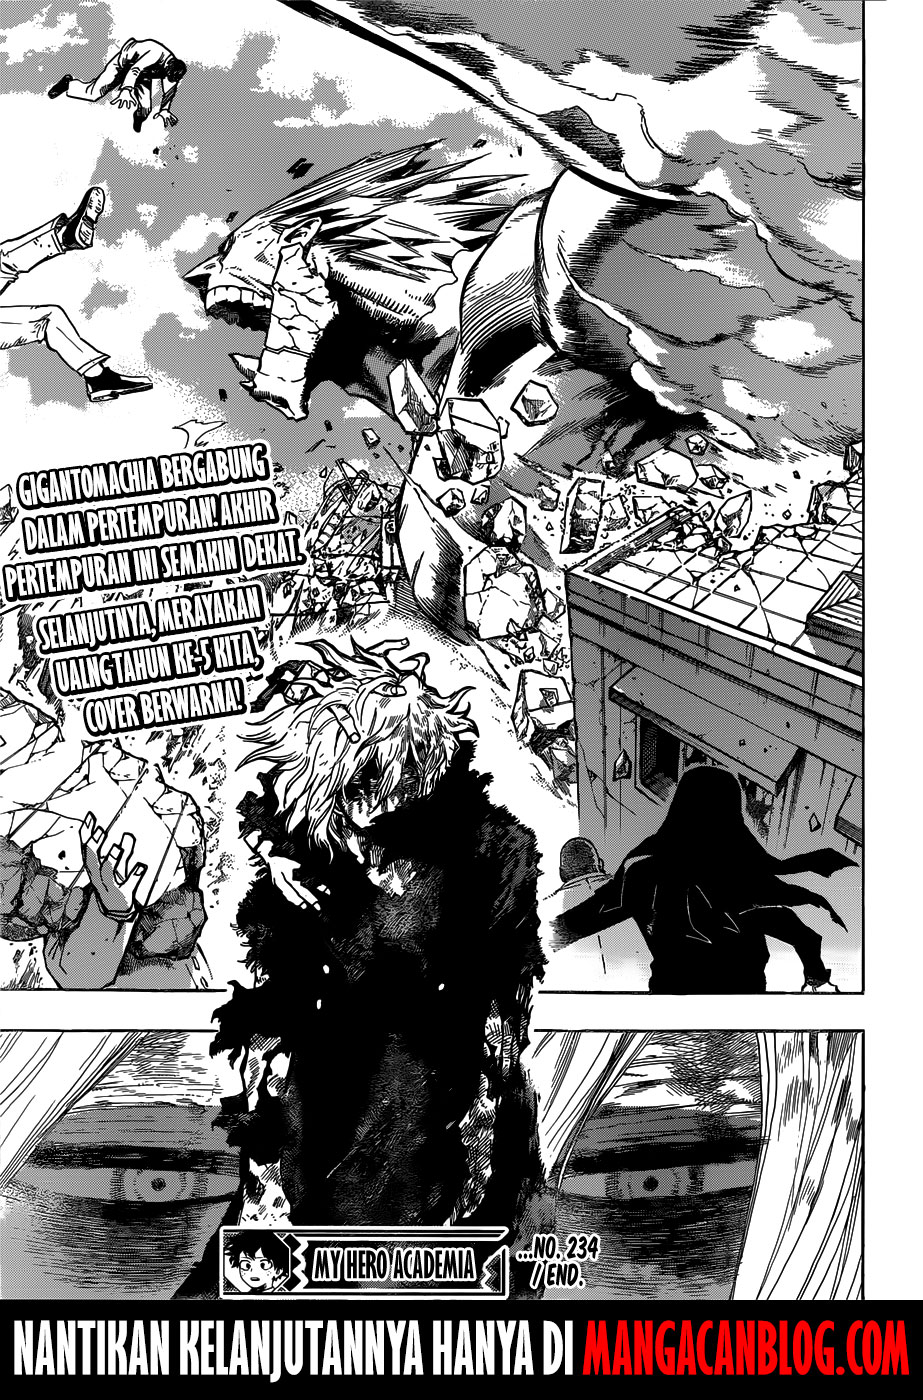 GIGANTOMACHIA BERGABUNG
DALAM PERTEMPURAN! AKHIR
PERTEMPURAN INI SEMAKIN DEKAT.
SELANJUTNYA, MERAYAKAN
UALNG TAHUN KE-5 KITA,
COVER BERWARNA!
MY HERO ACADEMIA
...NO. 234
/ END.
NANTIKAN KELANJUTANNYA HANYA DI MANGACANBLOG.COM